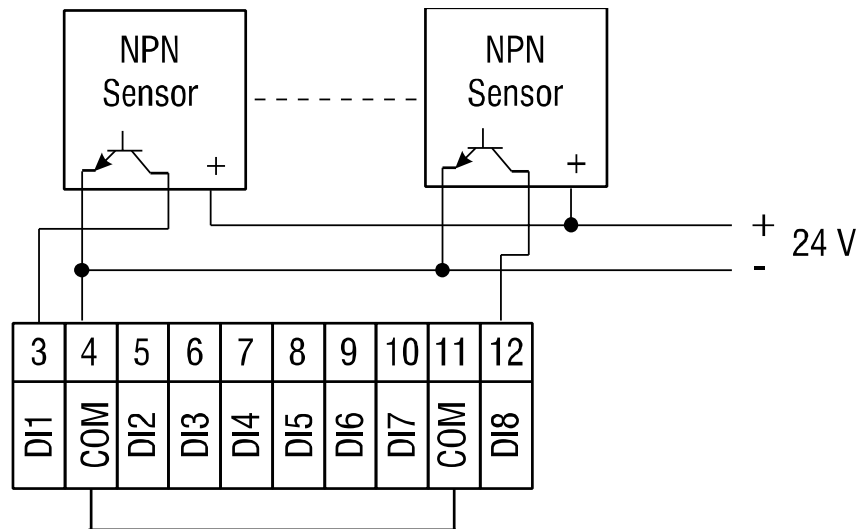 NPN
Sensor
NPN
Sensor
+
+
+
24 V
-
3 4 5 6 7 8 9 10 11 12
DI1 COM DI2 DI3 DI4 DI5 DI6 DI7 COM DI8